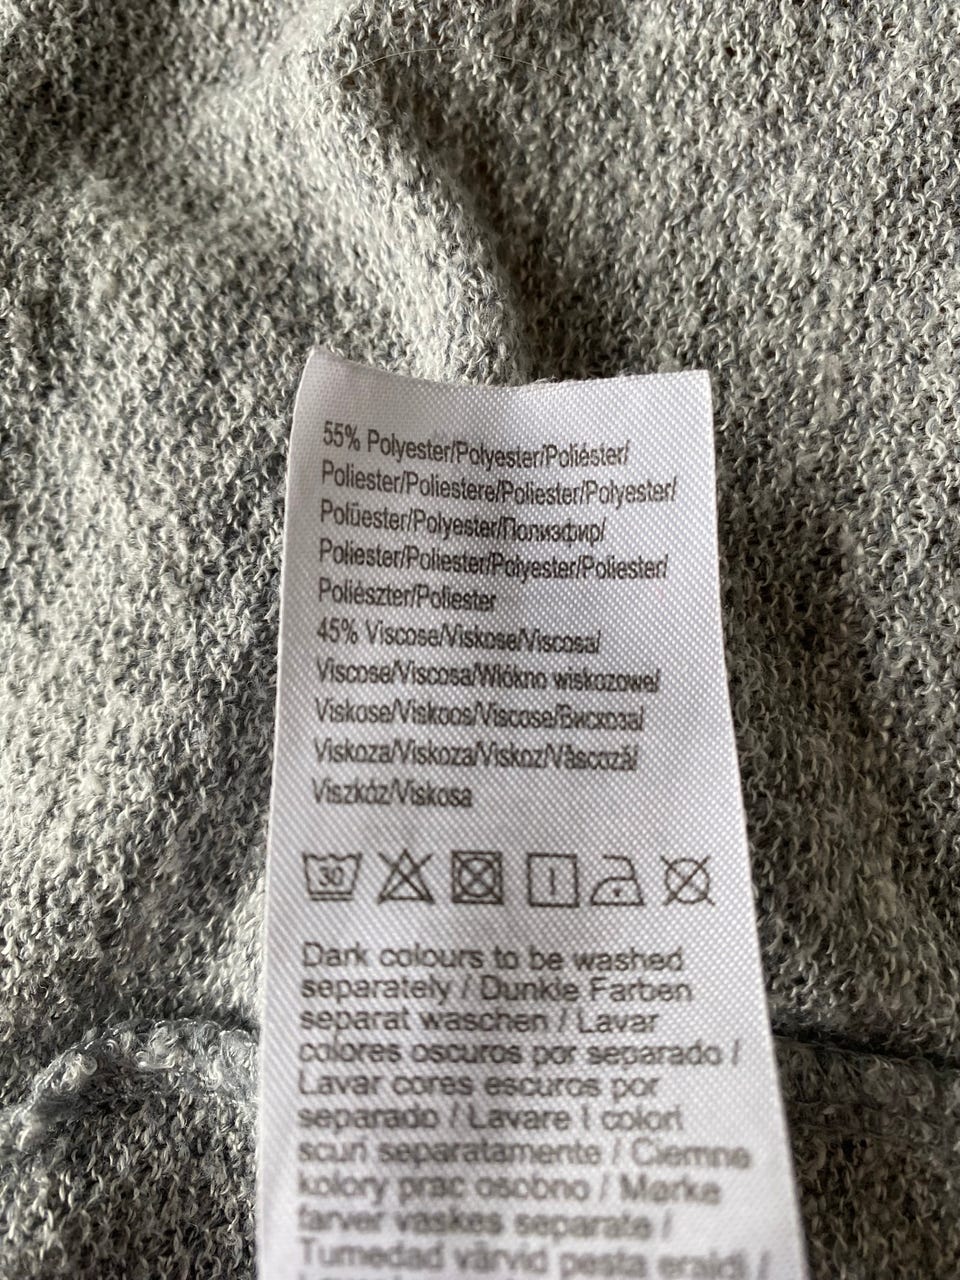 55% Polyester/Polyester/Poliéster/
Poliester/Poliestere/Poliester/Polyester/
Polüester/Polyester/Полиэфир/
Poliester/Poliester/Polyester/Poliester/
Poliészter/Poliester
45% Viscose/Viskose/Viscosa/
Viscose/Viscosa/Włókno wiskozowe/
Viskose/Viskoos/Viscose/Вискоза/
Viskoza/Viskoza/Viskoz/Vâscoză/
Viszkóz/Viskosa
30
Dark colours to be washed
separately / Dunkle Farben
separat waschen / Lavar
colores oscuros por separado /
Lavar cores escuros por
separado / Lavare I colori
scuri separatamente / Ciemne
kolory prac osobno / Mørke
farver vaskes separate /
Tumedad värvid pesta eraldi /